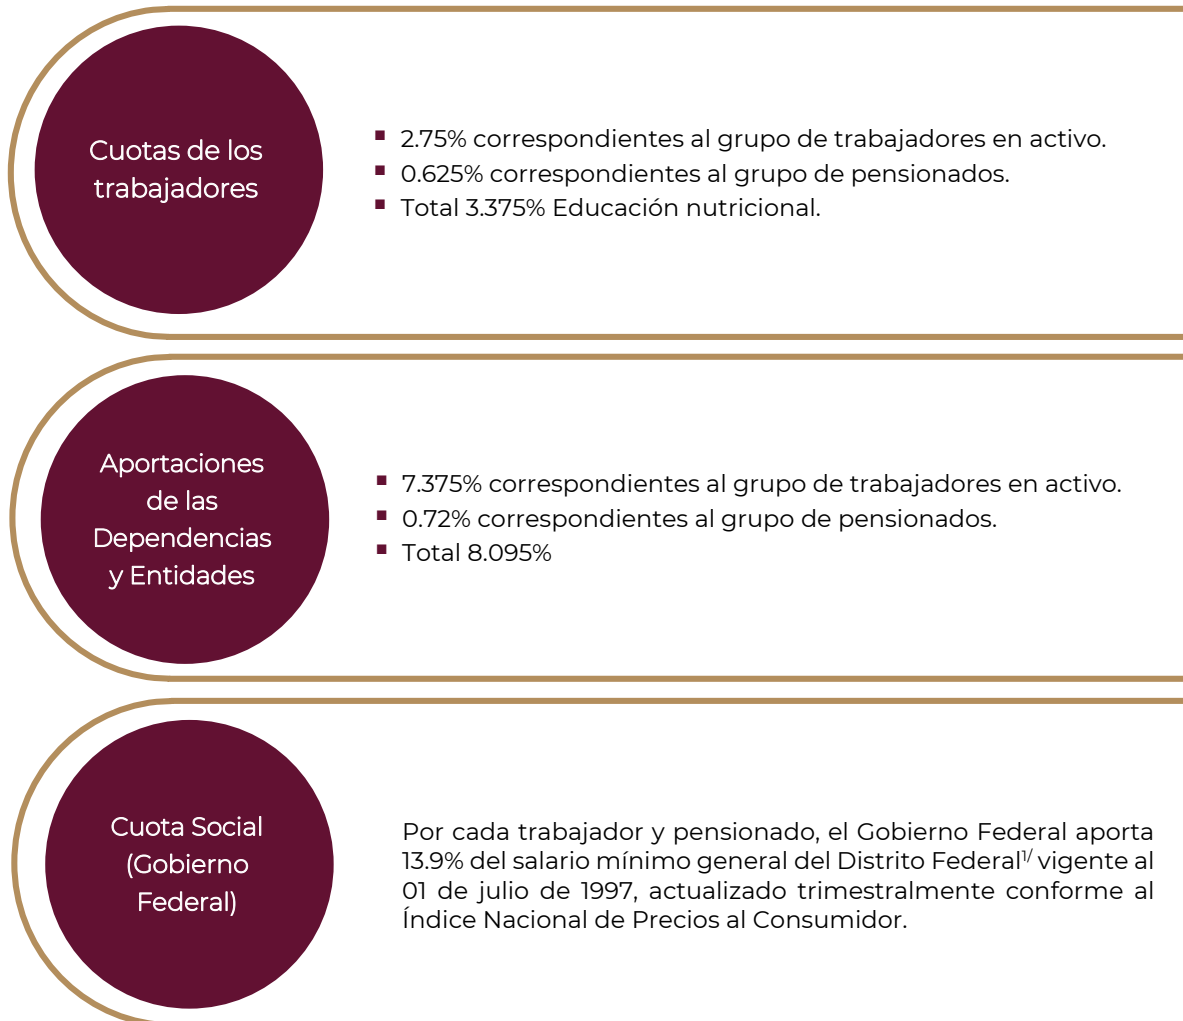 Cuotas de los
trabajadores
▪ 2.75% correspondientes al grupo de trabajadores en activo.
▪ 0.625% correspondientes al grupo de pensionados.
▪ Total 3.375% Educación nutricional.
Aportaciones
de las
Dependencias
y Entidades
▪ 7.375% correspondientes al grupo de trabajadores en activo.
▪ 0.72% correspondientes al grupo de pensionados.
▪ Total 8.095%
Cuota Social
(Gobierno
Federal)
Por cada trabajador y pensionado, el Gobierno Federal aporta
13.9% del salario mínimo general del Distrito Federal1/ vigente al
01 de julio de 1997, actualizado trimestralmente conforme al
Índice Nacional de Precios al Consumidor.